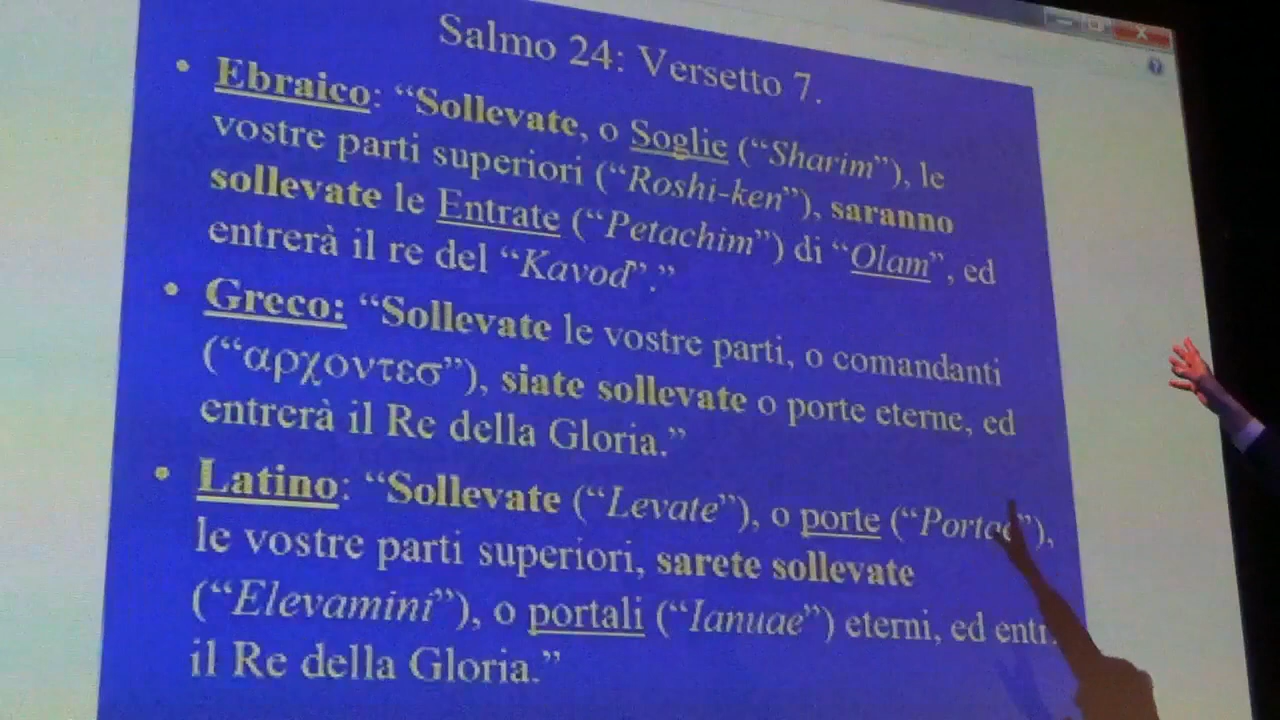 Salmo 24: Versetto 7.
• Ebraico: “Sollevate, o Soglie (“Sharim”), le
vostre parti superiori (“Roshi-ken”), saranno
sollevate le Entrate (“Petachim”) di “Olam”, ed
entrerà il re del “Kavod”.”
• Greco: “Sollevate le vostre parti, o comandanti
(“αρχοντεσ”), siate sollevate o porte eterne, ed
entrerà il Re della Gloria.”
• Latino: “Sollevate (“Levate”), o porte (“Portae”),
le vostre parti superiori, sarete sollevate
(“Elevamini”), o portali (“Ianuae”) eterni, ed
il Re della Gloria.”